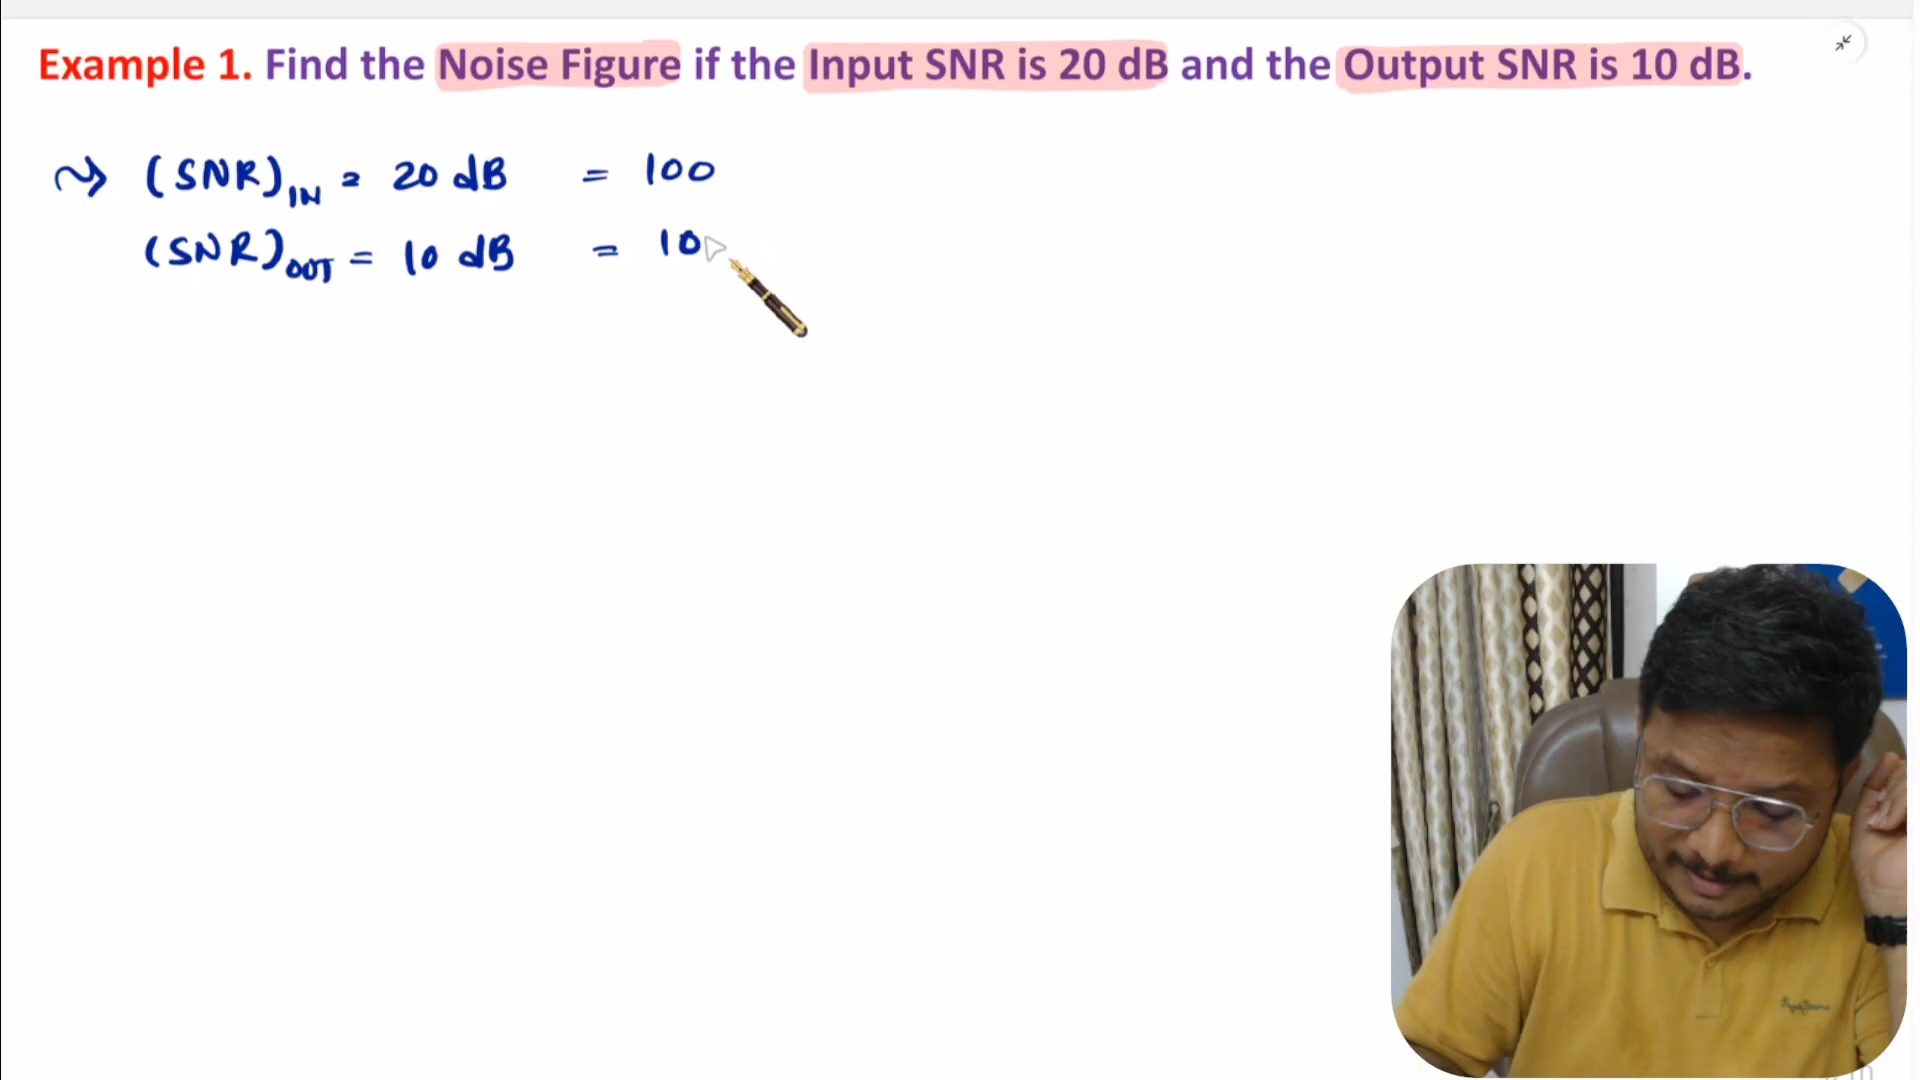 Example 1. Find the Noise Figure if the Input SNR is 20 dB and the Output SNR is 10 dB.
(SNR)IN = 20 dB = 100
(SNR)OUT = 10 dB = 10